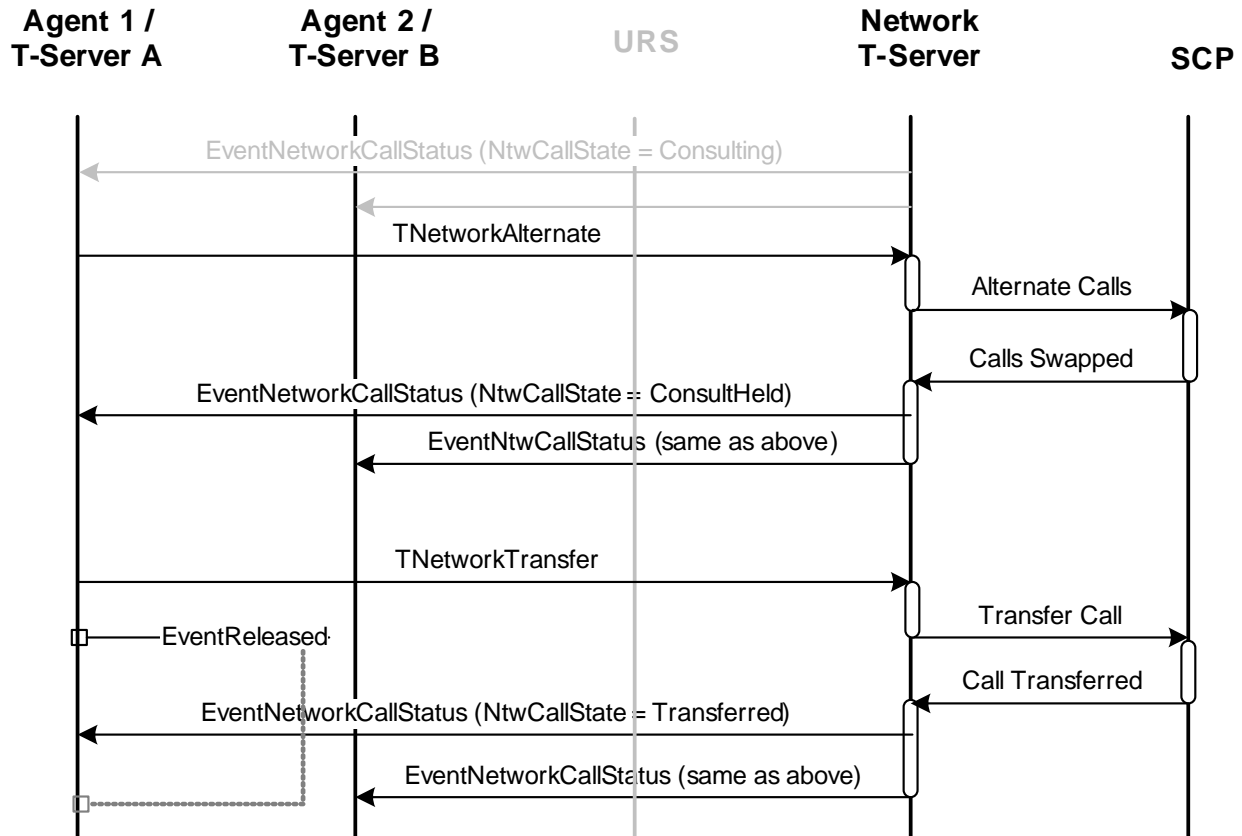 Agent 1 /
T-Server A
Agent 2 /
T-Server B
URS
Network
T-Server
SCP
EventNetworkCallStatus (NtwCallState = Consulting)
TNetworkAlternate
Alternate Calls
Calls Swapped
EventNetworkCallStatus (NtwCallState = ConsultHeld)
EventNtwCallStatus (same as above)
TNetworkTransfer
Transfer Call
EventReleased
Call Transferred
EventNetworkCallStatus (NtwCallState = Transferred)
EventNetworkCallStatus (same as above)